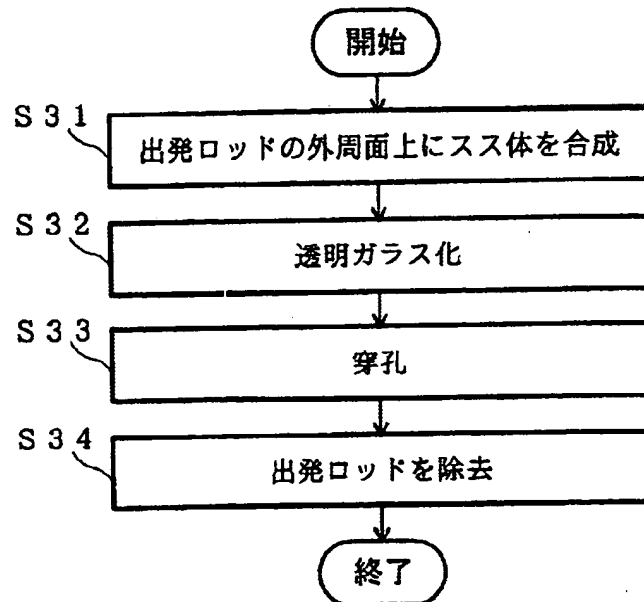 開始
S31
出発ロッドの外周面上にスス体を合成
S32
透明ガラス化
S33
穿孔
S34
出発ロッドを除去
終了